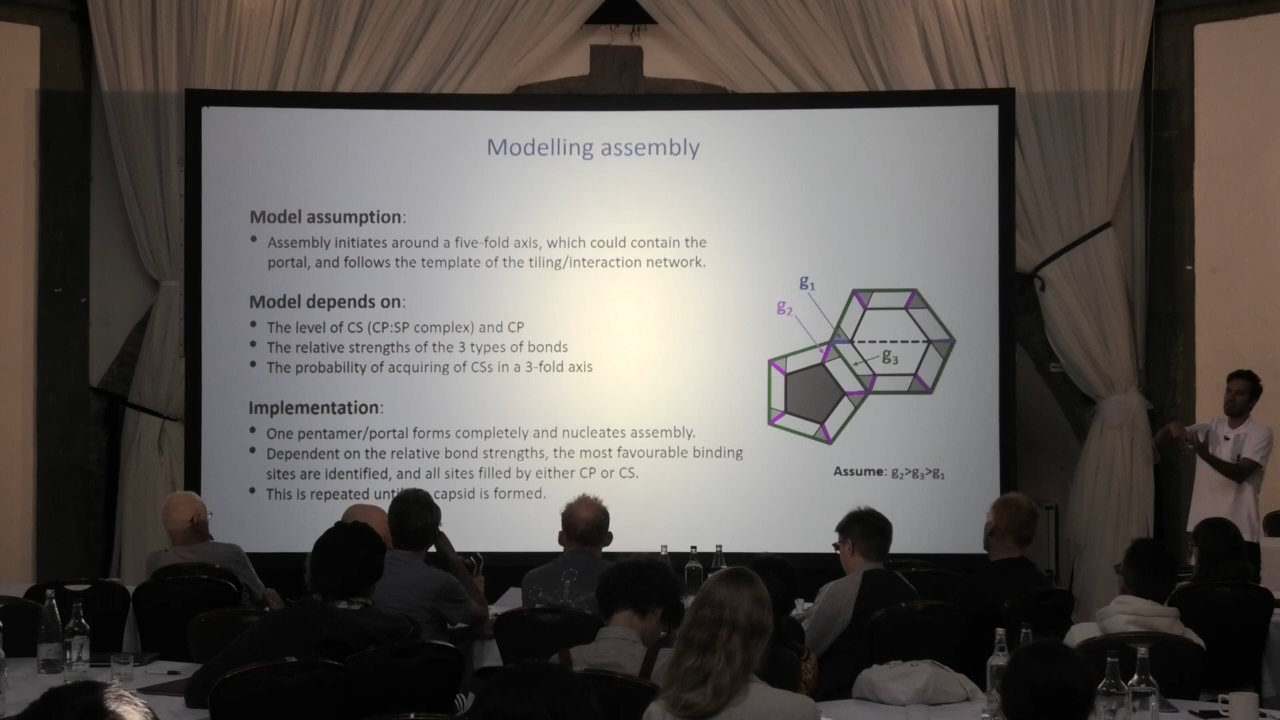 Modelling assembly
Model assumption:
• Assembly initiates around a five-fold axis, which could contain the
portal, and follows the template of the tiling/interaction network.
Model depends on:
• The level of CS (CP:SP complex) and CP
• The relative strengths of the 3 types of bonds
• The probability of acquiring of CSs in a 3-fold axis
Implementation:
• One pentamer/portal forms completely and nucleates assembly.
• Dependent on the relative bond strengths, the most favourable binding
sites are identified, and all sites filled by either CP or CS.
• This is repeated capsid is formed.
g₁
g₂
g₃
Assume: g₂>g₃>g₁